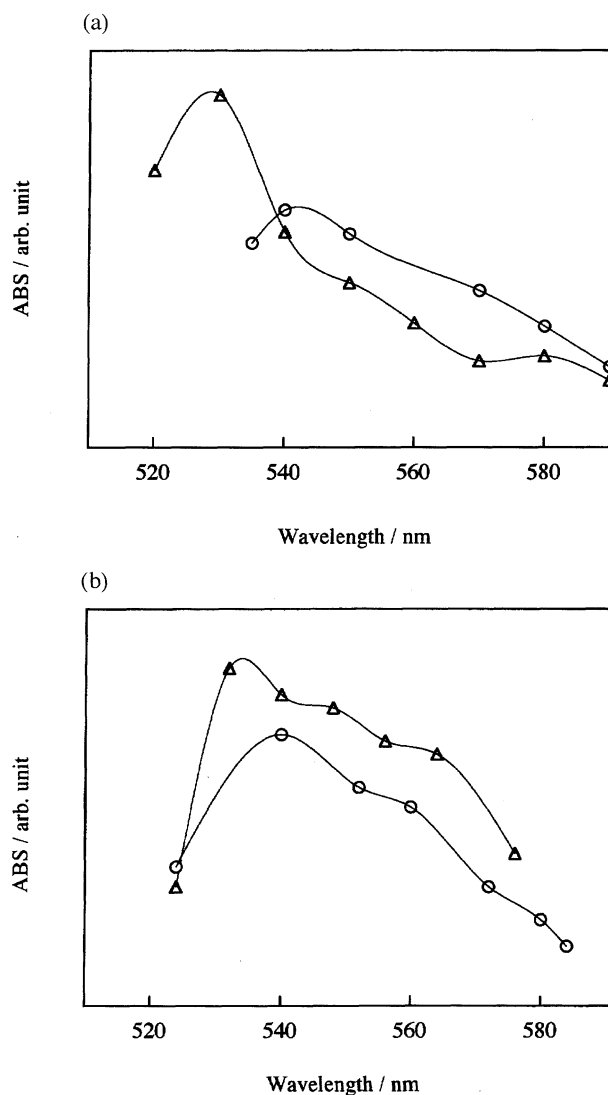 (a)
ABS / arb. unit
520 540 560 580
Wavelength / nm
(b)
ABS / arb. unit
520 540 560 580
Wavelength / nm